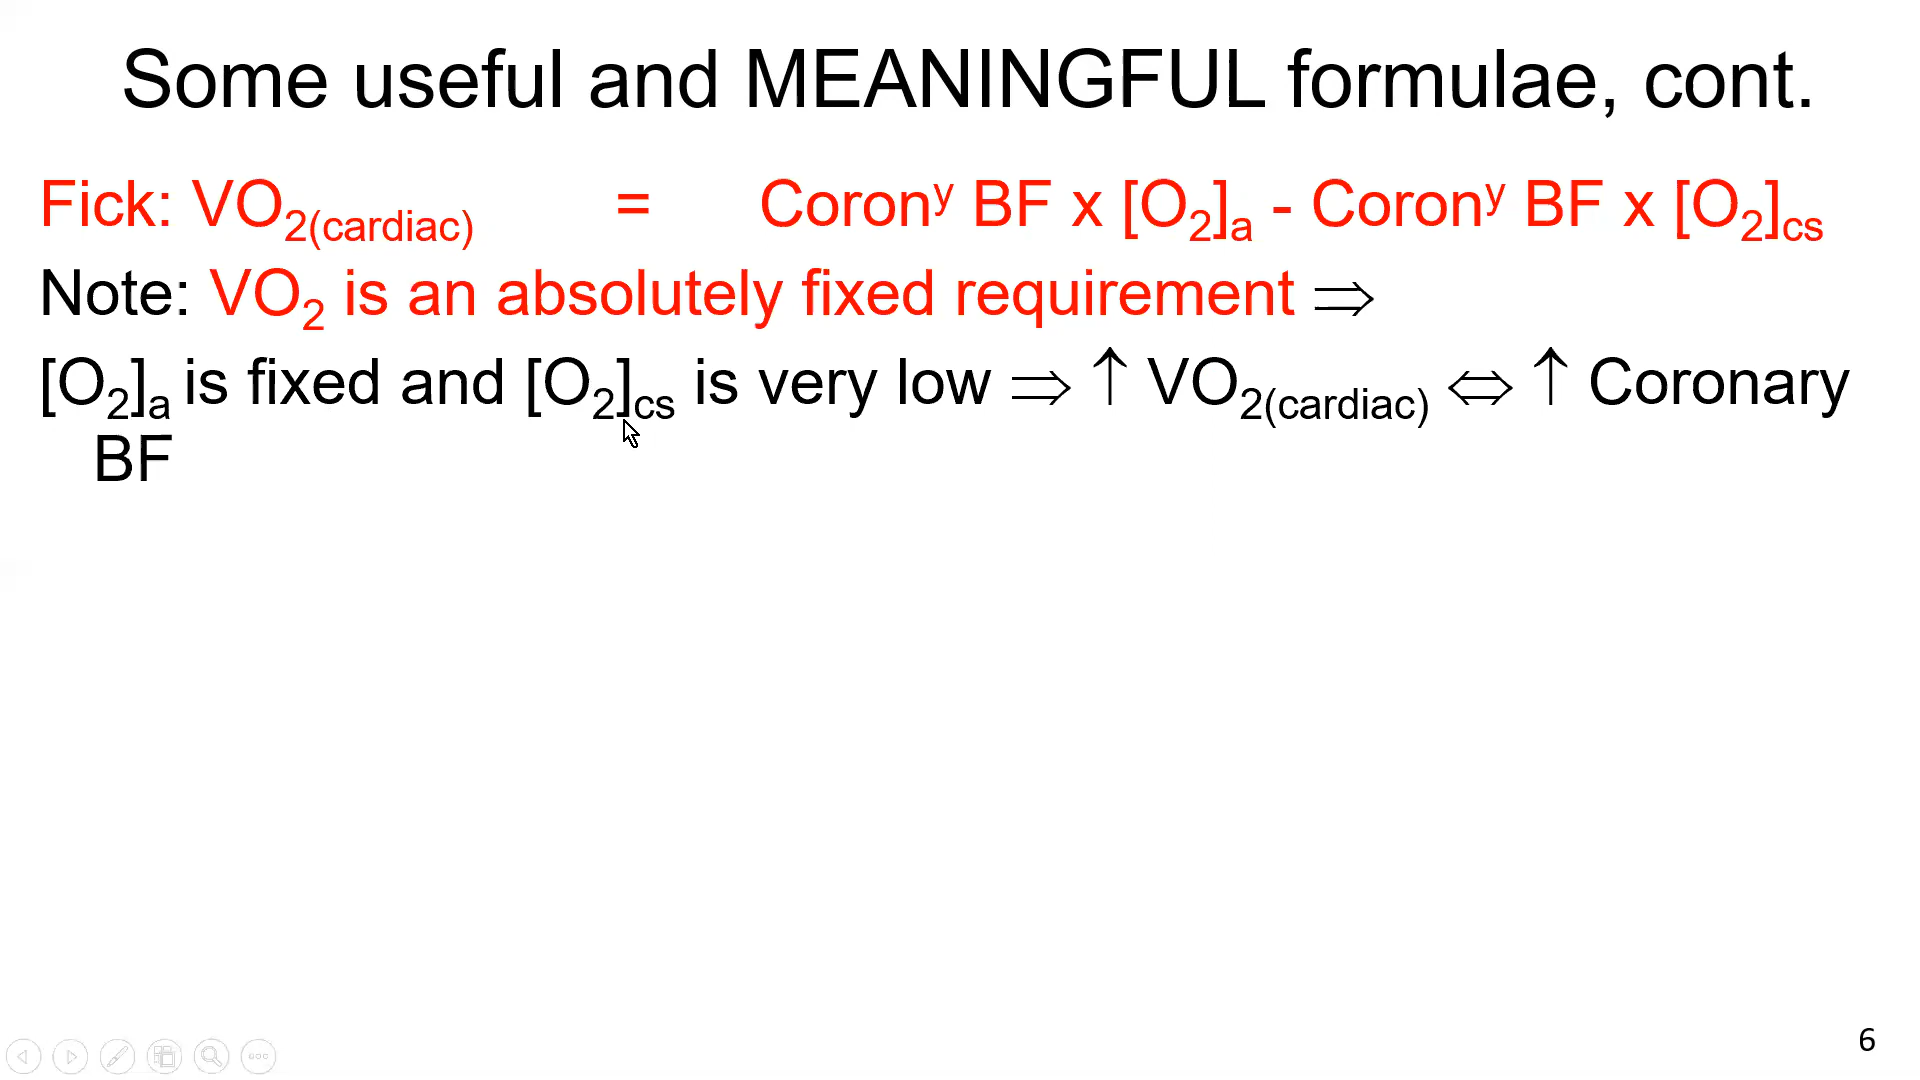 Some useful and MEANINGFUL formulae, cont.
Fick: VO₂₍cardiac₎ = Coronʸ BF x [O₂]ₐ - Coronʸ BF x [O₂]cs
Note: VO₂ is an absolutely fixed requirement ⇒
[O₂]ₐ is fixed and [O₂]cs is very low ⇒ ↑ VO₂₍cardiac₎ ⇔ ↑ Coronary
BF
6